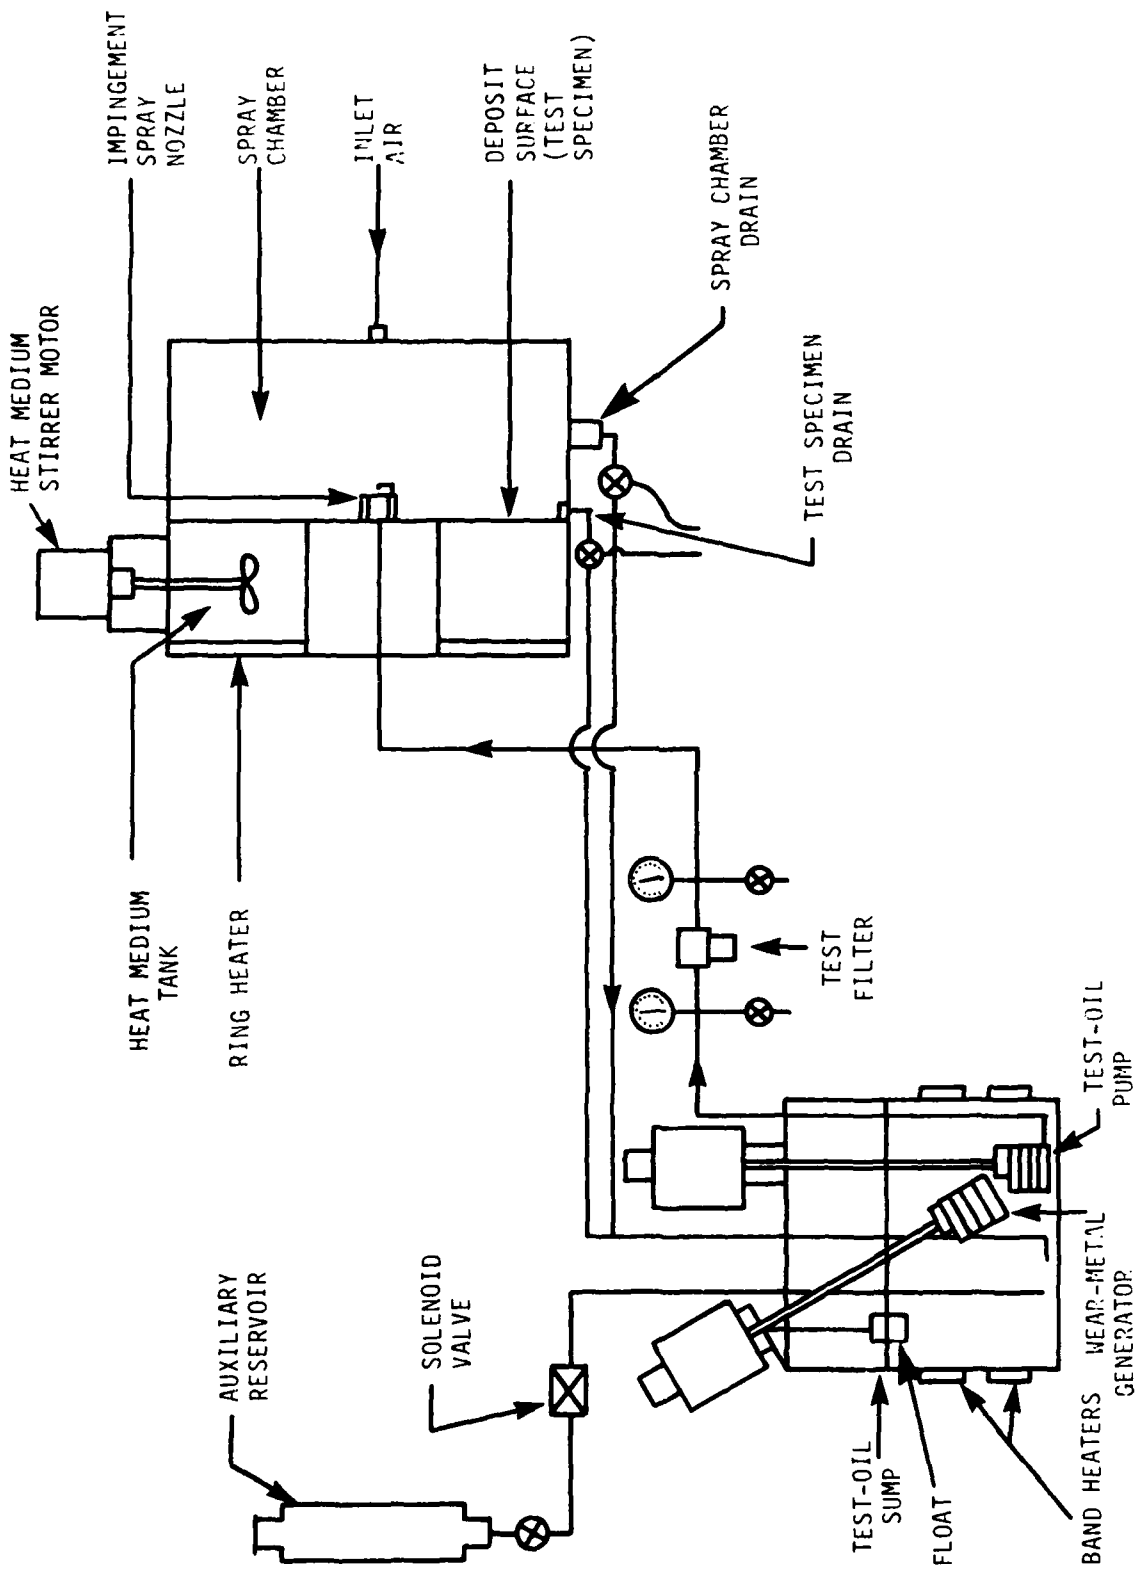 HEAT MEDIUM
STIRRER MOTOR
IMPINGEMENT
SPRAY
NOZZLE
SPRAY
CHAMBER
INLET
AIR
DEPOSIT
SURFACE
(TEST
SPECIMEN)
SPRAY CHAMBER
DRAIN
TEST SPECIMEN
DRAIN
HEAT MEDIUM
TANK
RING HEATER
TEST
FILTER
AUXILIARY
RESERVOIR
SOLENOID
VALVE
TEST-OIL
PUMP
WEAR-METAL
GENERATOR
TEST-OIL
SUMP
FLOAT
BAND HEATERS